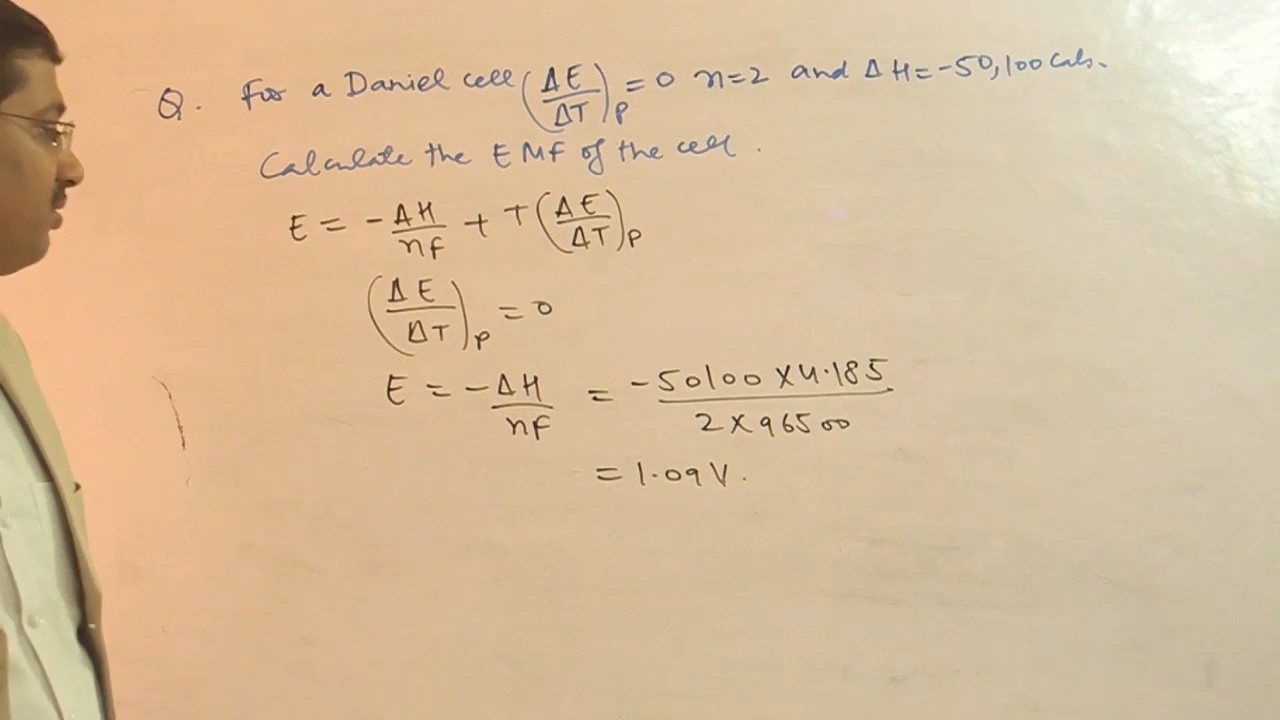 Q. For a Daniel cell (ΔE/ΔT)P = 0 n=2 and ΔH = -50,100 Cals.
Calculate the EMF of the cell.
E = -ΔH/nF + T(ΔE/ΔT)P
(ΔE/ΔT)P = 0
E = -ΔH/nF = -50100 X 4.185/2 X 96500
= 1.09 V.